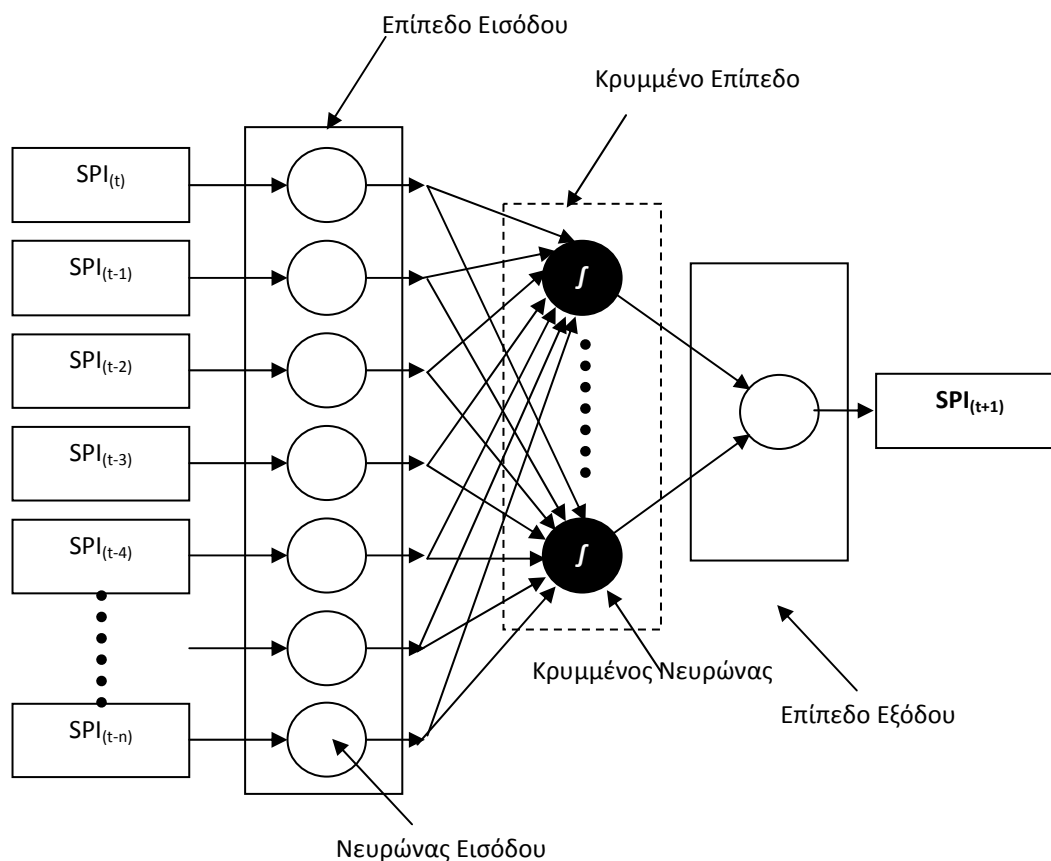 Επίπεδο Εισόδου
Κρυμμένο Επίπεδο
SPI(t)
SPI(t-1)
SPI(t-2)
SPI(t-3)
SPI(t-4)
SPI(t-n)
ʃ
ʃ
SPI(t+1)
Κρυμμένος Νευρώνας
Επίπεδο Εξόδου
Νευρώνας Εισόδου